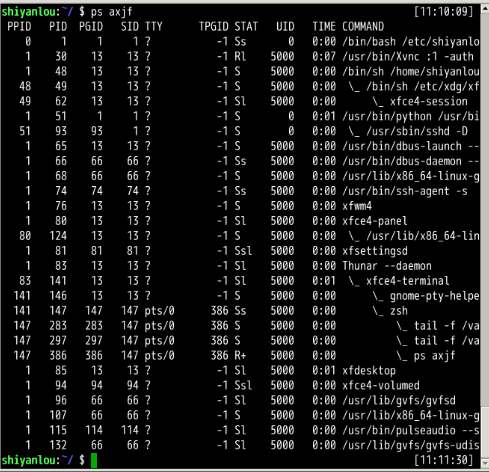 shiyanlou:~/ $ ps axjf [11:10:09]
PPID PID PGID SID TTY TPGID STAT UID TIME COMMAND
0 1 1 1 ? -1 Ss 0 0:00 /bin/bash /etc/shiyanlo
1 30 13 13 ? -1 Rl 5000 0:07 /usr/bin/Xvnc :1 -auth
1 48 13 13 ? -1 S 5000 0:00 /bin/sh /home/shiyanlou
48 49 13 13 ? -1 S 5000 0:00 \_ /bin/sh /etc/xdg/xf
49 62 13 13 ? -1 Sl 5000 0:00 \_ xfce4-session
1 51 1 1 ? -1 S 0 0:01 /usr/bin/python /usr/bi
51 93 93 1 ? -1 S 0 0:00 \_ /usr/sbin/sshd -D
1 65 13 13 ? -1 S 5000 0:00 /usr/bin/dbus-launch --
1 66 66 66 ? -1 Ss 5000 0:00 /usr/bin/dbus-daemon --
1 68 66 66 ? -1 S 5000 0:00 /usr/lib/x86_64-linux-g
1 74 74 74 ? -1 Ss 5000 0:00 /usr/bin/ssh-agent -s
1 76 13 13 ? -1 S 5000 0:00 xfwm4
1 80 13 13 ? -1 Sl 5000 0:00 xfce4-panel
80 124 13 13 ? -1 S 5000 0:00 \_ /usr/lib/x86_64-lin
1 81 81 81 ? -1 Ssl 5000 0:00 xfsettingsd
1 83 13 13 ? -1 Sl 5000 0:00 Thunar --daemon
83 141 13 13 ? -1 Sl 5000 0:01 \_ xfce4-terminal
141 146 13 13 ? -1 S 5000 0:00 \_ gnome-pty-helpe
141 147 147 147 pts/0 386 Ss 5000 0:00 \_ zsh
147 283 283 147 pts/0 386 S 5000 0:00 \_ tail -f /va
147 297 297 147 pts/0 386 S 5000 0:00 \_ tail -f /va
147 386 386 147 pts/0 386 R+ 5000 0:00 \_ ps axjf
1 85 13 13 ? -1 Sl 5000 0:01 xfdesktop
1 94 94 94 ? -1 Ssl 5000 0:00 xfce4-volumed
1 96 66 66 ? -1 Sl 5000 0:00 /usr/lib/gvfs/gvfsd
1 107 66 66 ? -1 S 5000 0:00 /usr/lib/x86_64-linux-g
1 115 114 114 ? -1 Sl 5000 0:00 /usr/bin/pulseaudio --s
1 132 66 66 ? -1 Sl 5000 0:00 /usr/lib/gvfs/gvfs-udis
shiyanlou:~/ $ [11:11:30]